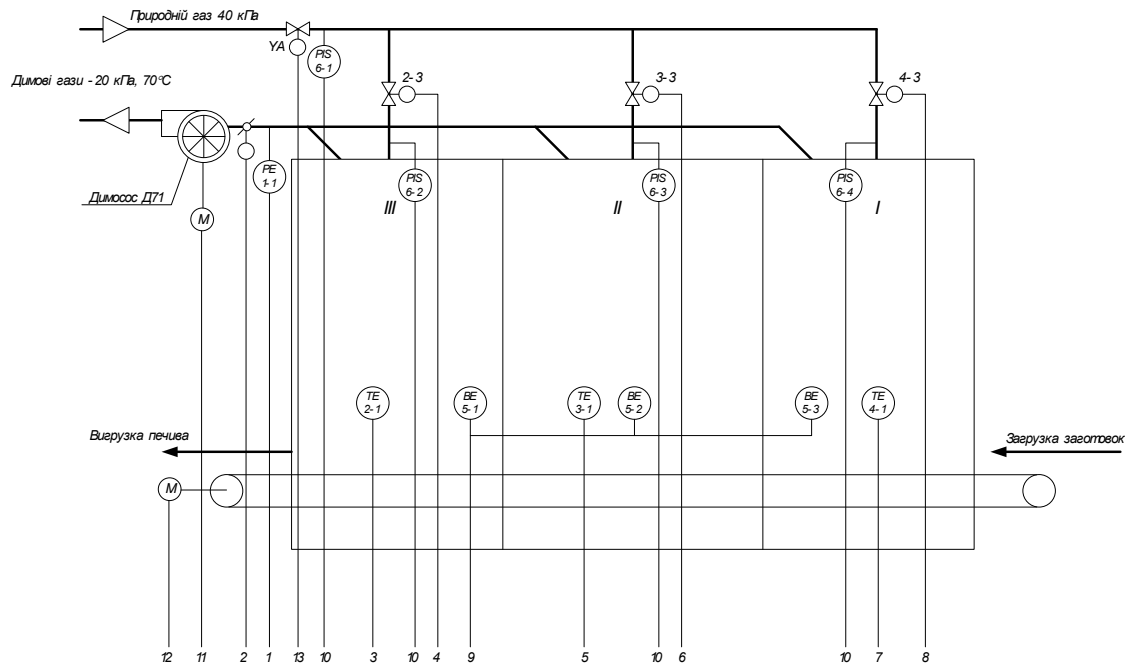 Природній газ 40 кПа
YA
PIS
6-1
Димові гази - 20 кПа, 70°С
2-3
3-3
4-3
PE
1-1
PIS
6-2
PIS
6-3
PIS
6-4
Димосос Д71
M
III
II
I
TE
2-1
BE
5-1
TE
3-1
BE
5-2
BE
5-3
TE
4-1
Вигрузка печива
Загрузка заготовок
M
12 11 2 1 13 10 3 10 4 9 5 10 6 10 7 8